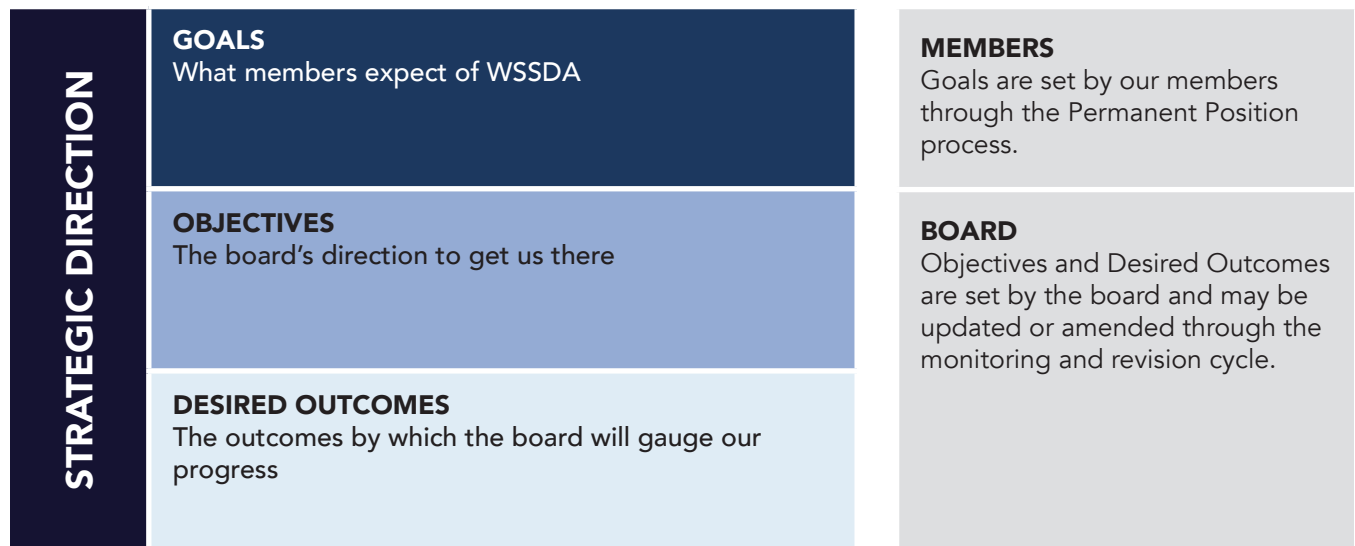 STRATEGIC DIRECTION
GOALS
What members expect of WSSDA
OBJECTIVES
The board’s direction to get us there
DESIRED OUTCOMES
The outcomes by which the board will gauge our
progress
MEMBERS
Goals are set by our members
through the Permanent Position
process.
BOARD
Objectives and Desired Outcomes
are set by the board and may be
updated or amended through the
monitoring and revision cycle.